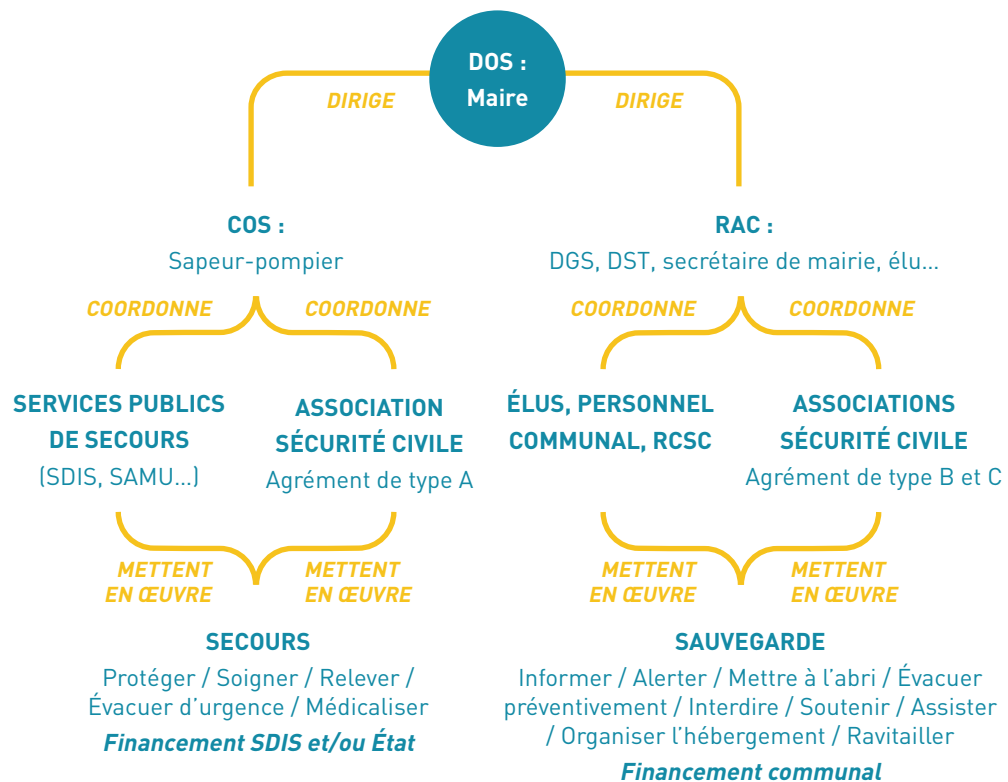 DOS :
Maire
DIRIGE
DIRIGE
COS :
Sapeur-pompier
RAC :
DGS, DST, secrétaire de mairie, élu...
COORDONNE
COORDONNE
COORDONNE
COORDONNE
SERVICES PUBLICS
DE SECOURS
(SDIS, SAMU...)
ASSOCIATION
SÉCURITÉ CIVILE
Agrément de type A
ÉLUS, PERSONNEL
COMMUNAL, RCSC
ASSOCIATIONS
SÉCURITÉ CIVILE
Agrément de type B et C
METTENT
EN ŒUVRE
METTENT
EN ŒUVRE
METTENT
EN ŒUVRE
METTENT
EN ŒUVRE
SECOURS
Protéger / Soigner / Relever /
Évacuer d’urgence / Médicaliser
Financement SDIS et/ou État
SAUVEGARDE
Informer / Alerter / Mettre à l’abri / Évacuer
préventivement / Interdire / Soutenir / Assister
/ Organiser l’hébergement / Ravitailler
Financement communal